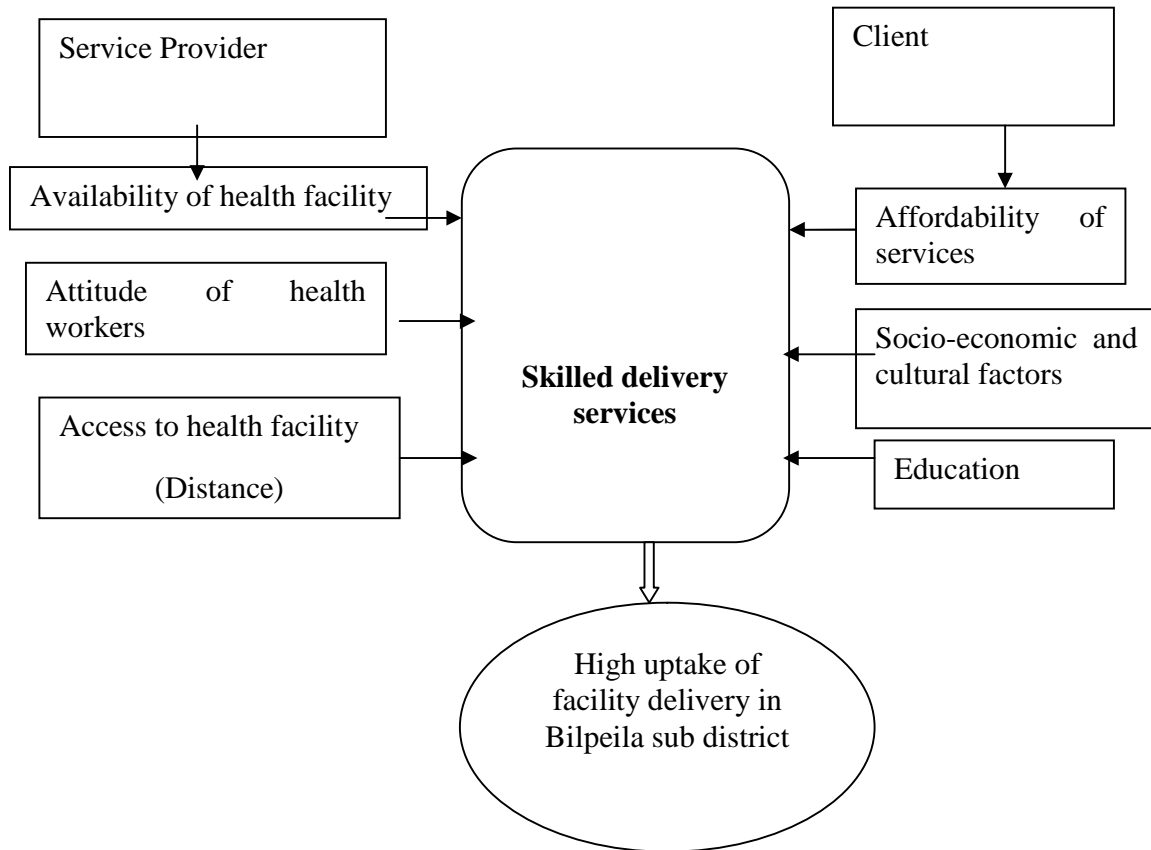 Service Provider
Client
Availability of health facility
Affordability of
services
Attitude of health
workers
Socio-economic and
cultural factors
Skilled delivery
services
Access to health facility
(Distance)
Education
High uptake of
facility delivery in
Bilpeila sub district